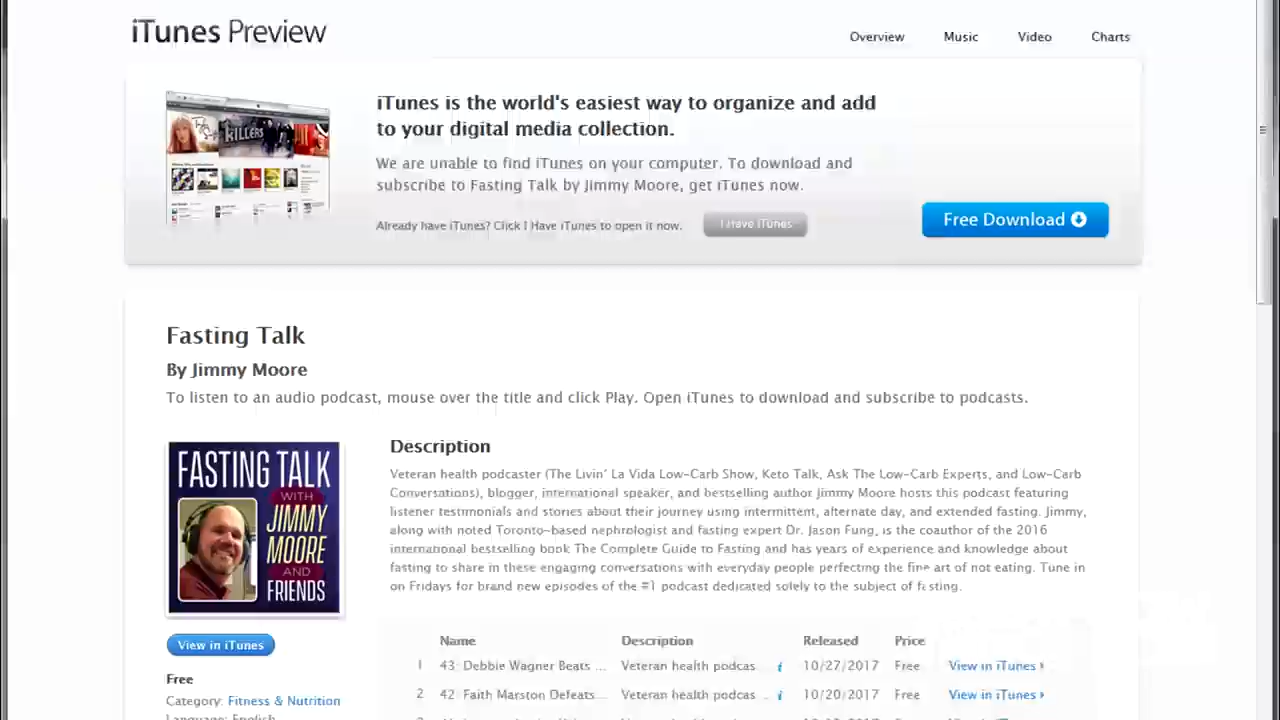 iTunes Preview
Overview Music Video Charts
iTunes is the world's easiest way to organize and add
to your digital media collection.
We are unable to find iTunes on your computer. To download and
subscribe to Fasting Talk by Jimmy Moore, get iTunes now.
Already have iTunes? Click I Have iTunes to open it now.
I Have iTunes
Free Download
KILLERS
Fasting Talk
By Jimmy Moore
To listen to an audio podcast, mouse over the title and click Play. Open iTunes to download and subscribe to podcasts.
FASTING TALK
WITH
JIMMY
MOORE
AND
FRIENDS
Description
Veteran health podcaster (The Livin' La Vida Low-Carb Show, Keto Talk, Ask The Low-Carb Experts, and Low-Carb
Conversations), blogger, international speaker, and bestselling author Jimmy Moore hosts this podcast featuring
listener testimonials and stories about their journey using intermittent, alternate day, and extended fasting. Jimmy,
along with noted Toronto-based nephrologist and fasting expert Dr. Jason Fung, is the coauthor of the 2016
international bestselling book The Complete Guide to Fasting and has years of experience and knowledge about
fasting to share in these engaging conversations with everyday people perfecting the fine art of not eating. Tune in
on Fridays for brand new episodes of the #1 podcast dedicated solely to the subject of fasting.
View in iTunes
Free
Category: Fitness & Nutrition
Language: English
Name Description Released Price
1 43: Debbie Wagner Beats ... Veteran health podcas ... i 10/27/2017 Free View in iTunes
2 42: Faith Marston Defeats... Veteran health podcas ... i 10/20/2017 Free View in iTunes